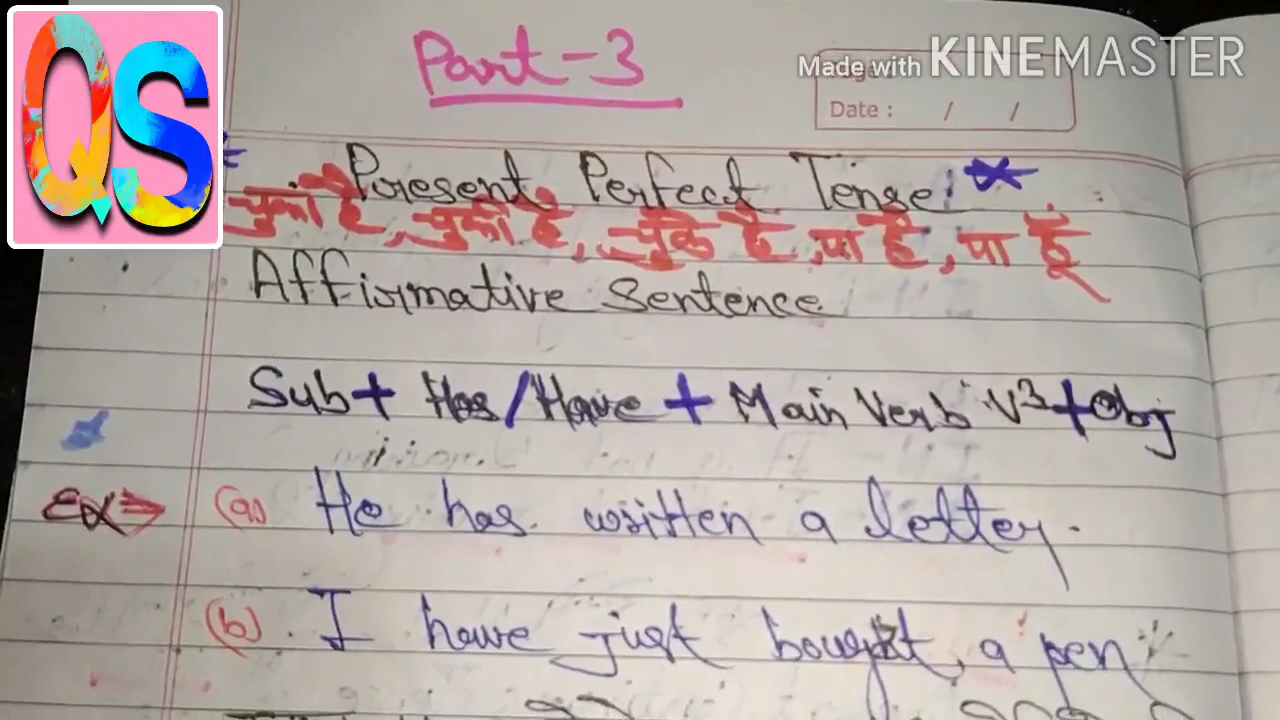 QS
Part-3
Made with KINEMASTER
Date : / /
Present Perfect Tense:
चुका है, चुकी है, चुके है, या है, या हूँ
Affirmative Sentence
Sub + Has/Have + Main Verb V³ + Obj
Ex ⇒ (a) He has written a letter.
(b) I have just bought a pen